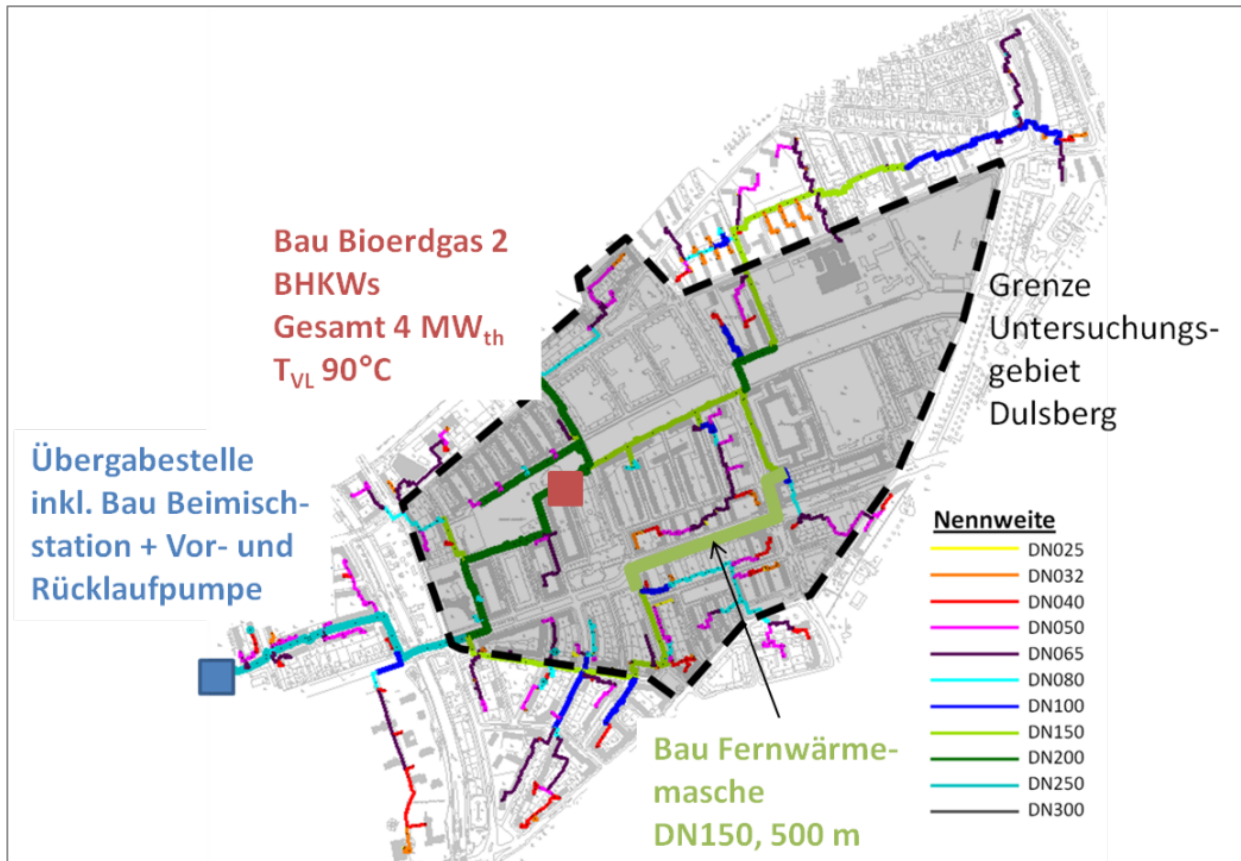 Bau Bioerdgas 2
BHKWs
Gesamt 4 MWth
TVL 90°C
Grenze
Untersuchungs-
gebiet
Dulsberg
Übergabestelle
inkl. Bau Beimisch-
station + Vor- und
Rücklaufpumpe
Bau Fernwärme-
masche
DN150, 500 m
Nennweite
DN025
DN032
DN040
DN050
DN065
DN080
DN100
DN150
DN200
DN250
DN300